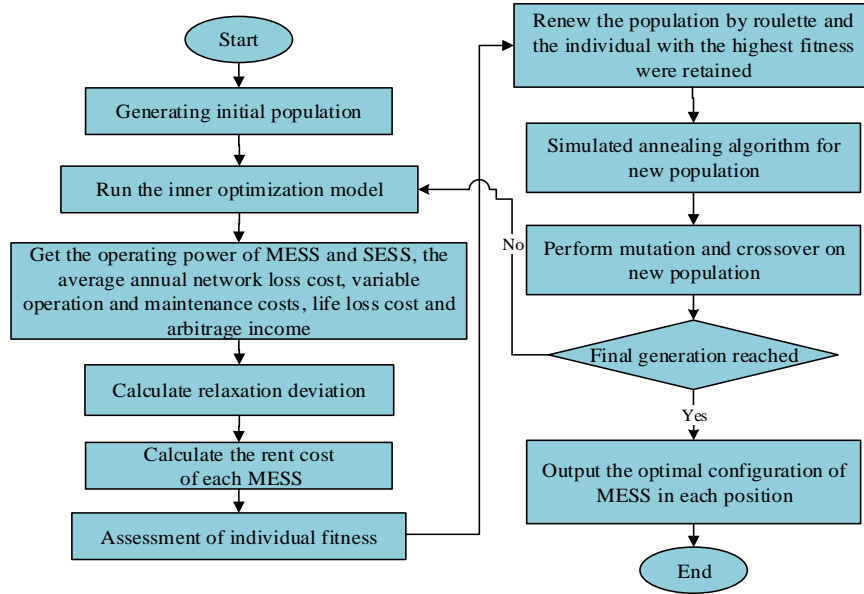 Start
Generating initial population
Run the inner optimization model
Get the operating power of MESS and SESS, the
average annual network loss cost, variable
operation and maintenance costs, life loss cost and
arbitrage income
Calculate relaxation deviation
Calculate the rent cost
of each MESS
Assessment of individual fitness
Renew the population by roulette and
the individual with the highest fitness
were retained
Simulated annealing algorithm for
new population
Perform mutation and crossover on
new population
No
Final generation reached
Yes
Output the optimal configuration of
MESS in each position
End